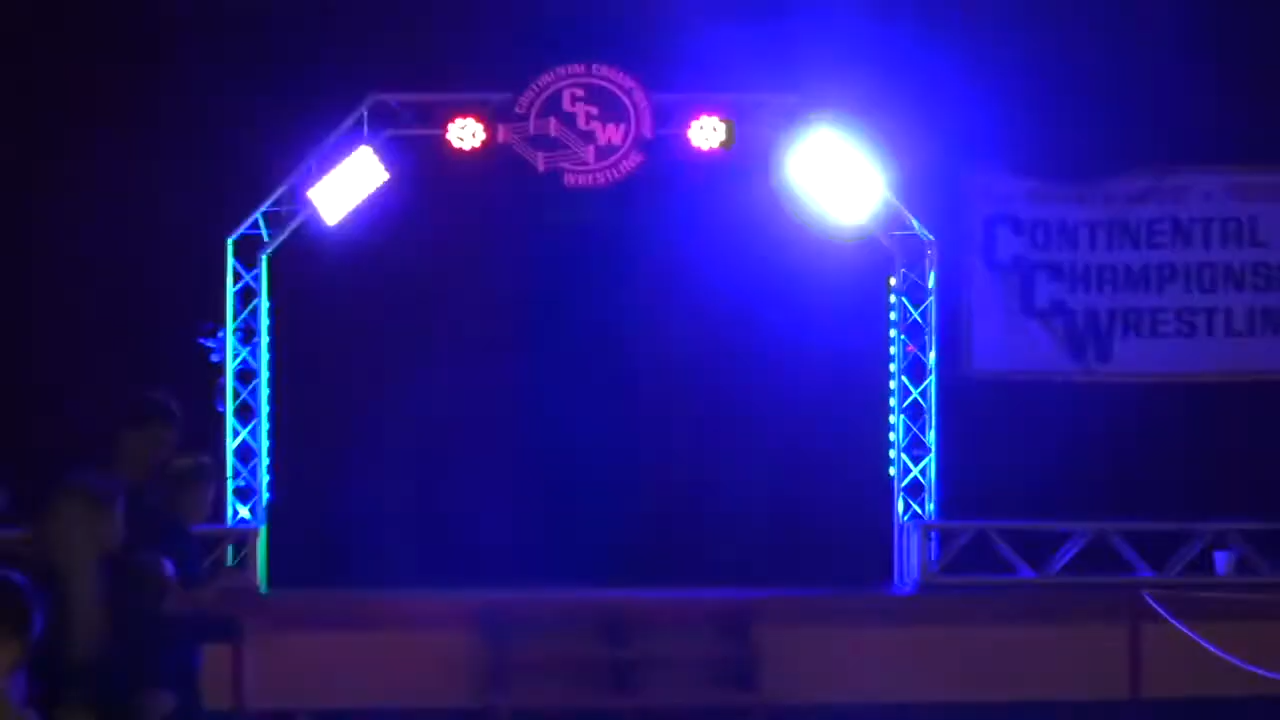 CONTINENTAL CHAMPIONSHIP
CCW
WRESTLING
CONTINENTAL
CHAMPIONS
WRESTLIN